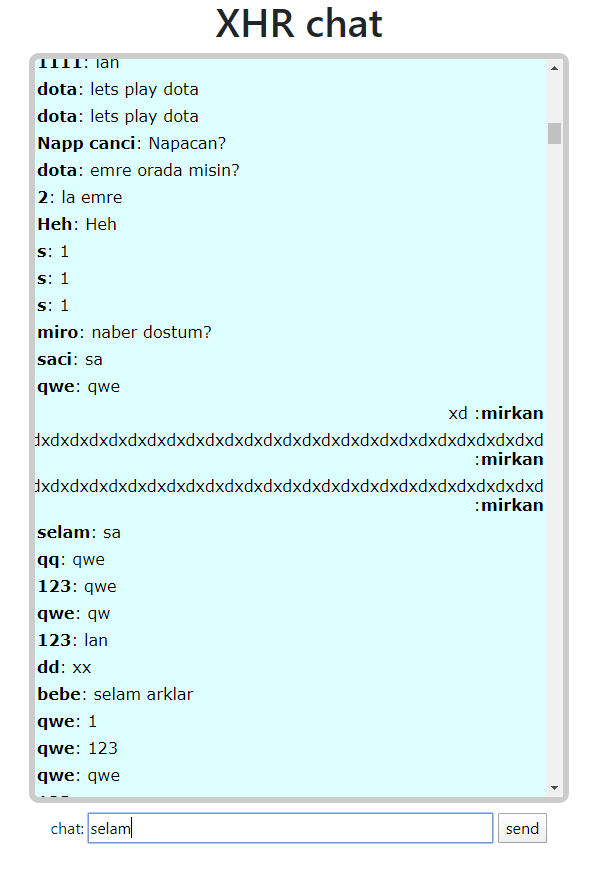 XHR chat
1111: lan
dota: lets play dota
dota: lets play dota
Napp canci: Napacan?
dota: emre orada misin?
2: la emre
Heh: Heh
s: 1
s: 1
s: 1
miro: naber dostum?
saci: sa
qwe: qwe
xd :mirkan
dxdxdxdxdxdxdxdxdxdxdxdxdxdxdxdxdxdxdxdxdxdxdxdxdxdxd
:mirkan
dxdxdxdxdxdxdxdxdxdxdxdxdxdxdxdxdxdxdxdxdxdxdxdxdxdxd
:mirkan
selam: sa
qq: qwe
123: qwe
qwe: qw
123: lan
dd: xx
bebe: selam arklar
qwe: 1
qwe: 123
qwe: qwe
chat: selam send